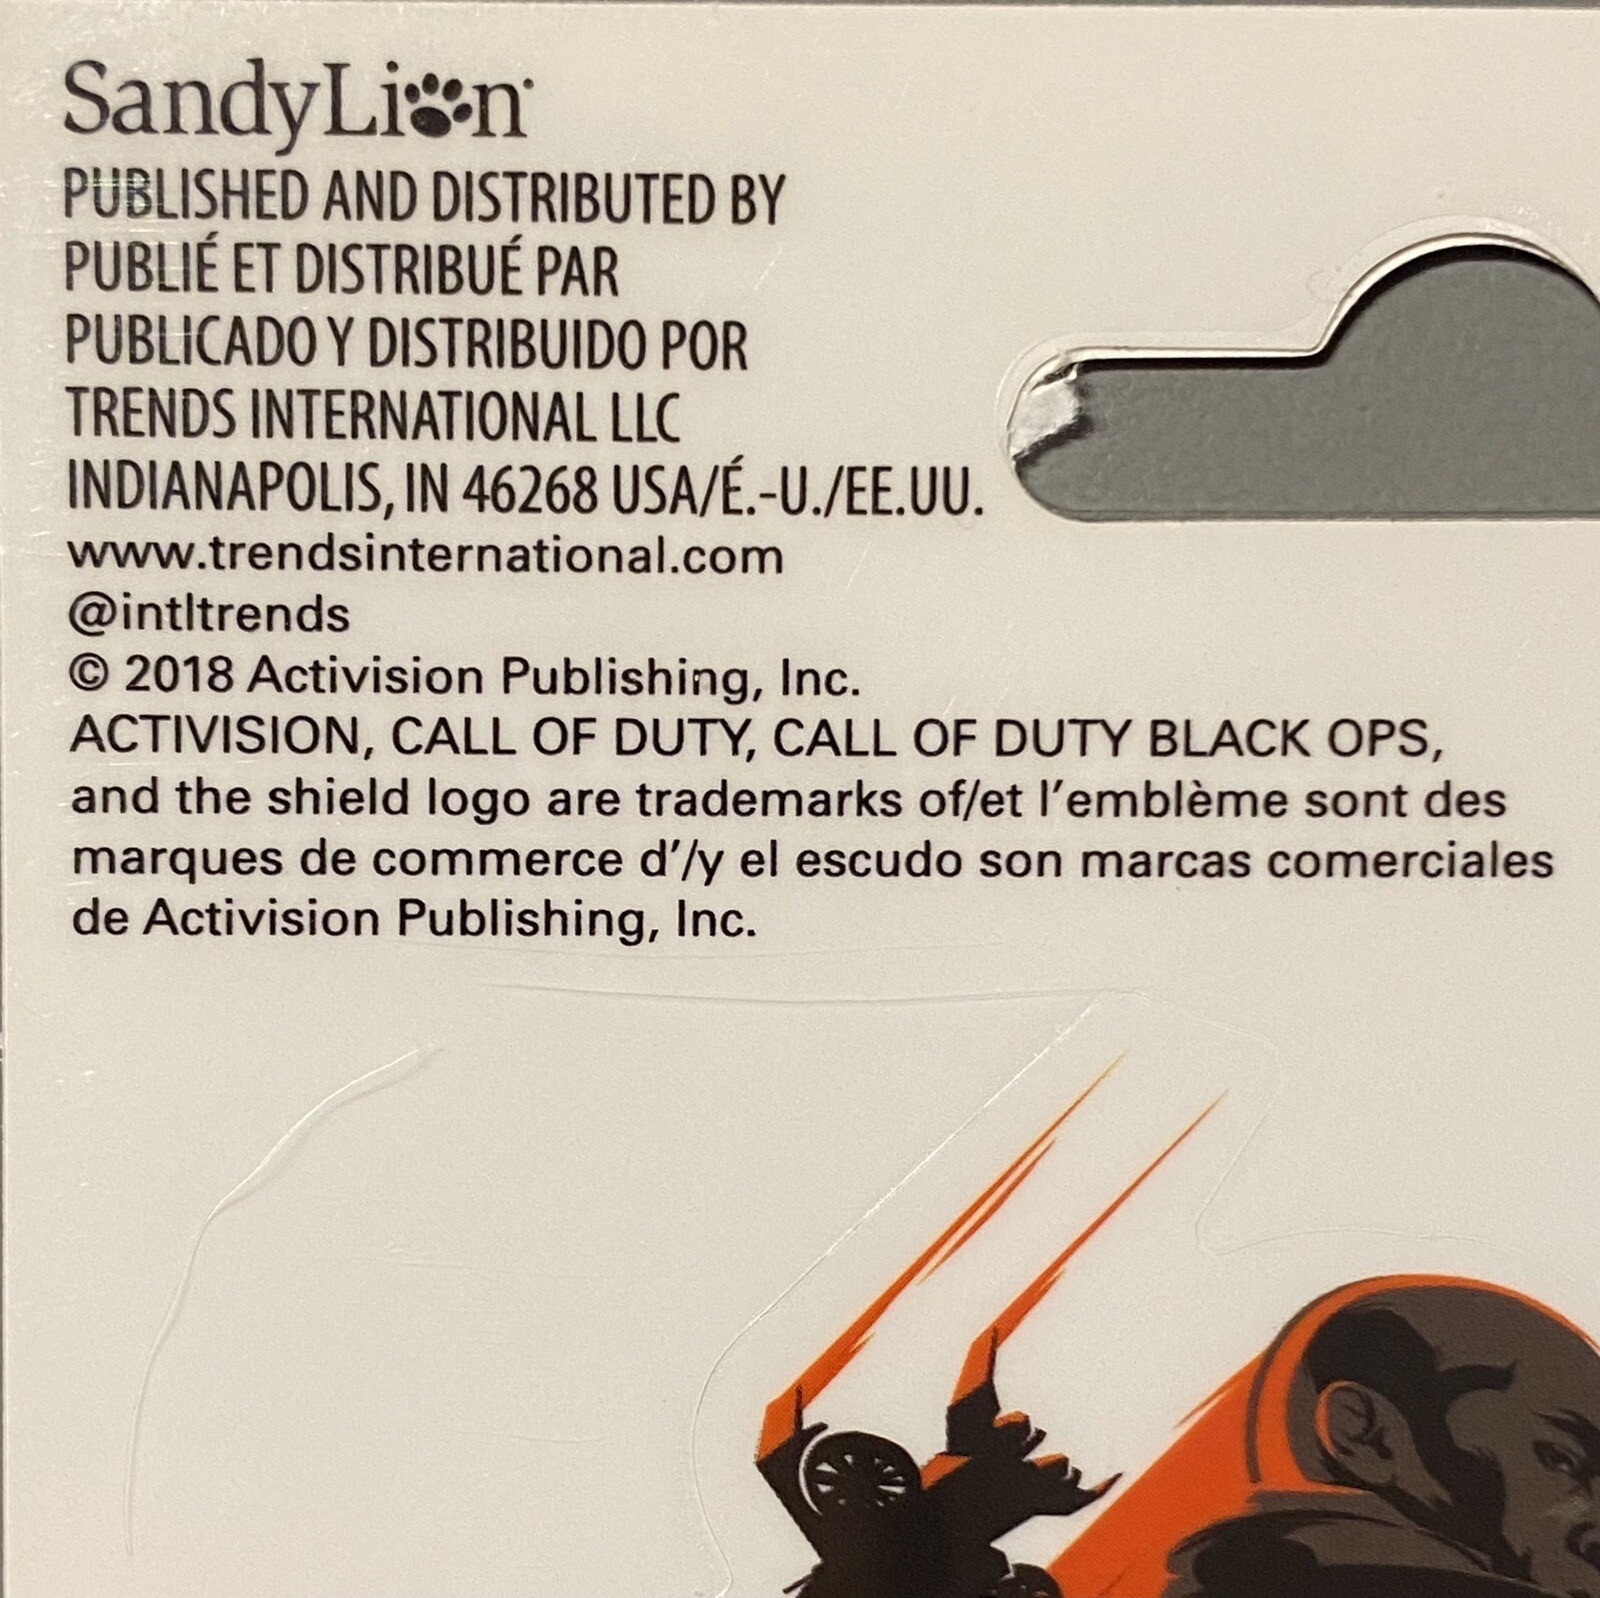 SandyLion
PUBLISHED AND DISTRIBUTED BY
PUBLIÉ ET DISTRIBUÉ PAR
PUBLICADO Y DISTRIBUIDO POR
TRENDS INTERNATIONAL LLC
INDIANAPOLIS, IN 46268 USA/É.-U./EE.UU.
www.trendsinternational.com
@intltrends
© 2018 Activision Publishing, Inc.
ACTIVISION, CALL OF DUTY, CALL OF DUTY BLACK OPS,
and the shield logo are trademarks of/et l’emblème sont des
marques de commerce d’/y el escudo son marcas comerciales
de Activision Publishing, Inc.